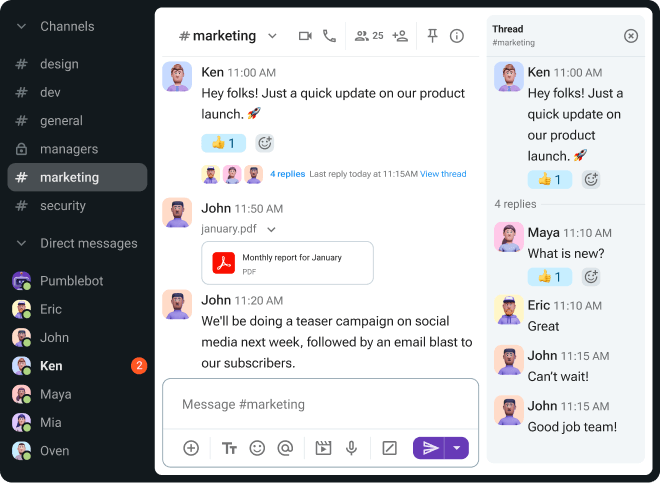 Channels
# design
# dev
# general
managers
# marketing
# security
Direct messages
Pumblebot
Eric
John
Ken 2
Maya
Mia
Oven
# marketing
25
Ken 11:00 AM
Hey folks! Just a quick update on our product
launch. 🚀
👍 1
4 replies Last reply today at 11:15AM View thread
John 11:50 AM
january.pdf
Monthly report for January
PDF
John 11:20 AM
We'll be doing a teaser campaign on social
media next week, followed by an email blast to
our subscribers.
Message #marketing
Tт
Thread
#marketing
Ken 11:00 AM
Hey folks! Just a
quick update on
our product
launch. 🚀
👍 1
4 replies
Maya 11:10 AM
What is new?
👍 1
Eric 11:10 AM
Great
John 11:15 AM
Can't wait!
John 11:15 AM
Good job team!